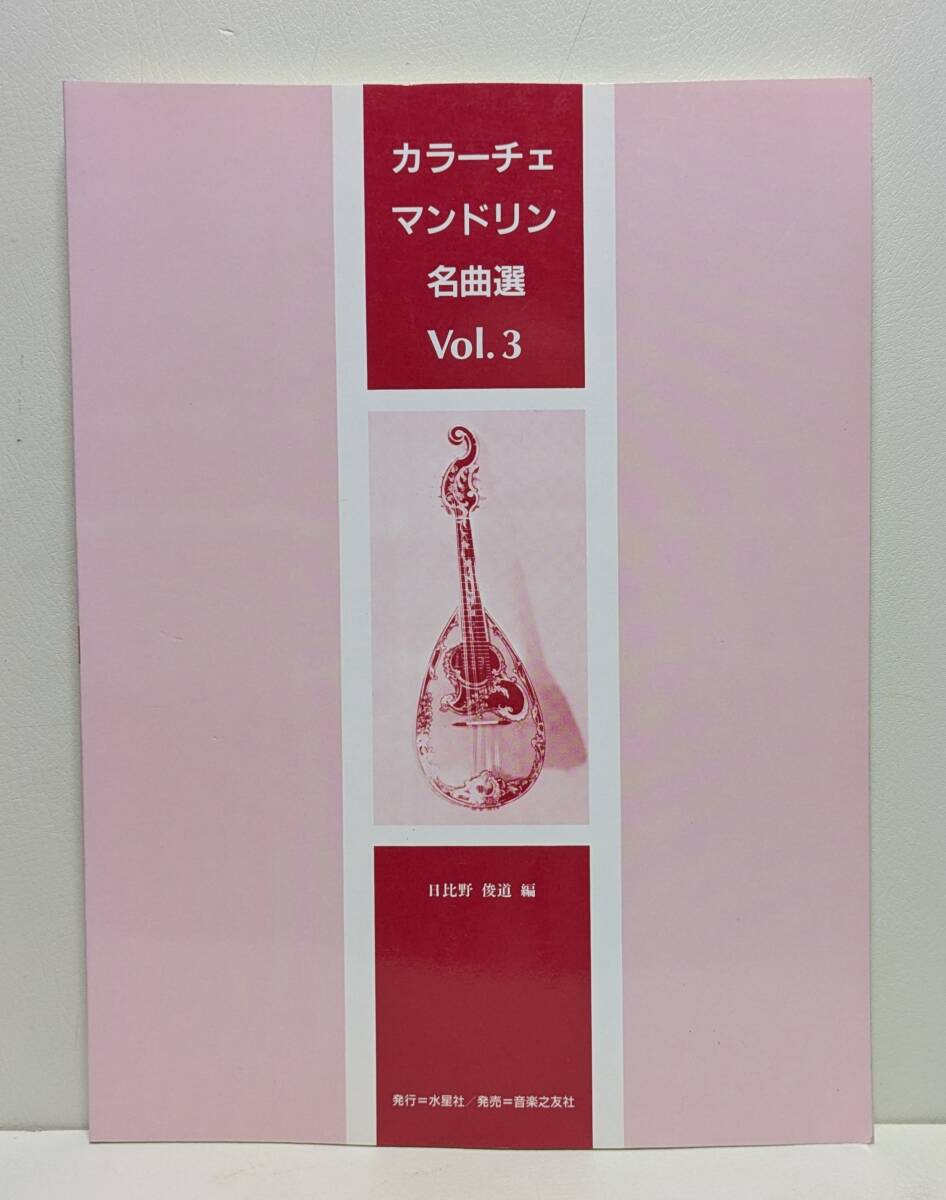 カラーチェ
マンドリン
名曲選
Vol. 3
日比野 俊道 編
発行＝水星社／発売＝音楽之友社